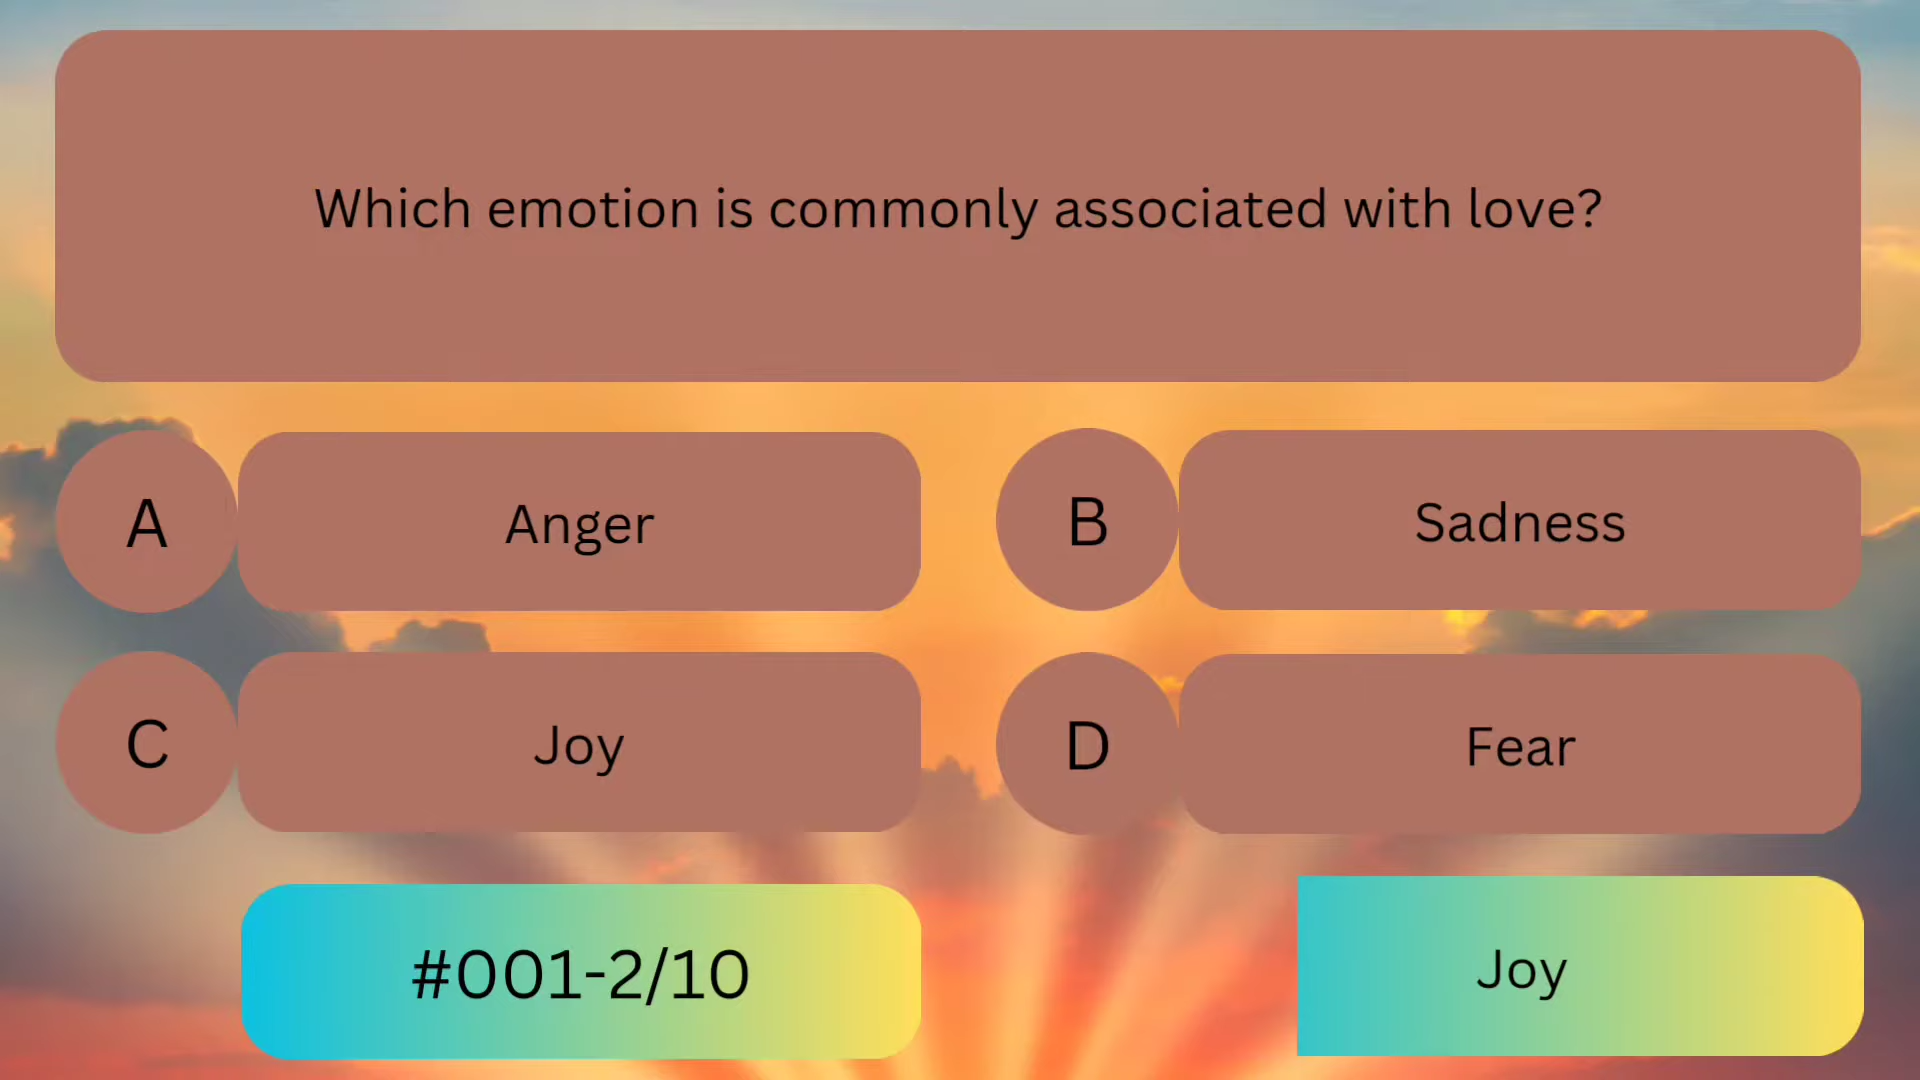 Which emotion is commonly associated with love?
A
Anger
B
Sadness
C
Joy
D
Fear
#001-2/10
Joy